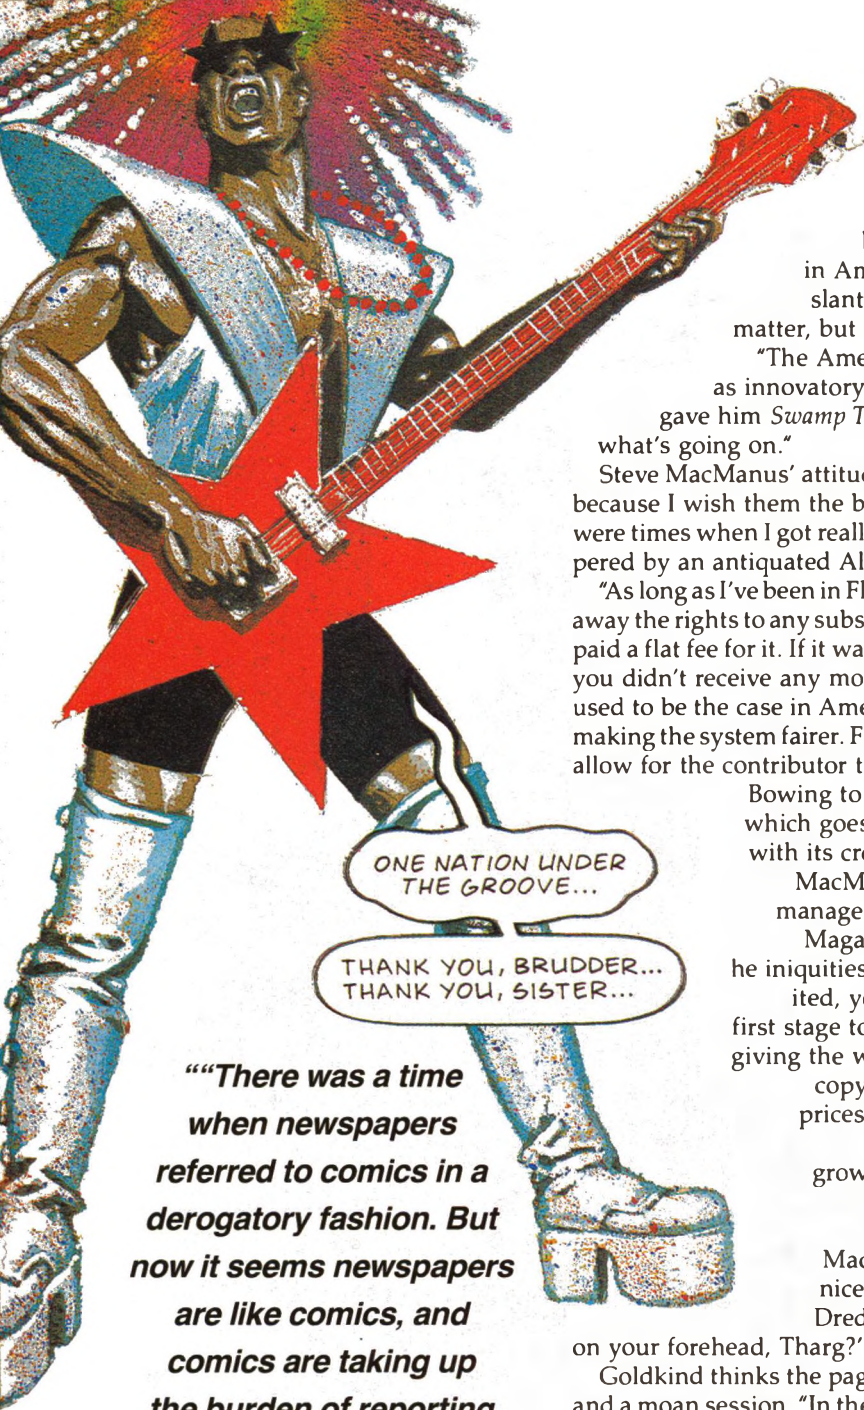 in Am
slant
matter, but
"The Ame
as innovatory
gave him Swamp T
what's going on."
Steve MacManus' attitud
because I wish them the b
were times when I got reall
pered by an antiquated Al
"As long as I've been in Fl
away the rights to any subs
paid a flat fee for it. If it wa
you didn't receive any mo
used to be the case in Ame
making the system fairer. F
allow for the contributor t
Bowing to
which goes
with its cre
MacM
manage
Maga
he iniquities
ited, y
first stage to
giving the w
copy
prices
grow
Mac
nice
Dred
on your forehead, Tharg?'
Goldkind thinks the pag
and a moan session. "In the
ONE NATION UNDER
THE GROOVE...
THANK YOU, BRUDDER...
THANK YOU, SISTER...
""There was a time
when newspapers
referred to comics in a
derogatory fashion. But
now it seems newspapers
are like comics, and
comics are taking up
the burden of reporting